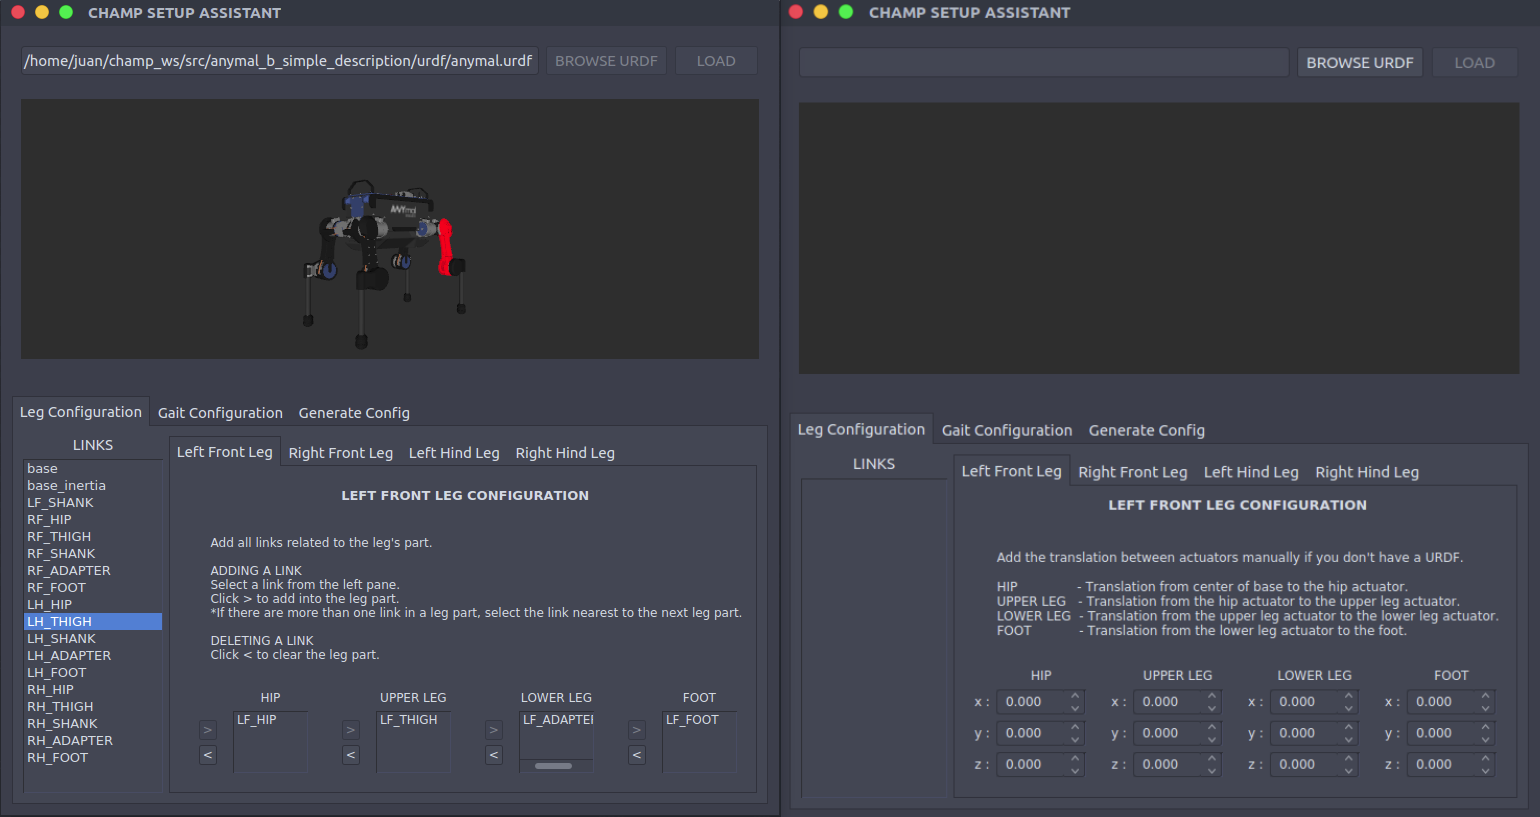 CHAMP SETUP ASSISTANT
/home/juan/champ_ws/src/anymal_b_simple_description/urdf/anymal.urdf
BROWSE URDF
LOAD
ANYmal
Leg Configuration
Gait Configuration
Generate Config
LINKS
base
base_inertia
LF_SHANK
RF_HIP
RF_THIGH
RF_SHANK
RF_ADAPTER
RF_FOOT
LH_HIP
LH_THIGH
LH_SHANK
LH_ADAPTER
LH_FOOT
RH_HIP
RH_THIGH
RH_SHANK
RH_ADAPTER
RH_FOOT
Left Front Leg
Right Front Leg
Left Hind Leg
Right Hind Leg
LEFT FRONT LEG CONFIGURATION
Add all links related to the leg's part.
ADDING A LINK
Select a link from the left pane.
Click > to add into the leg part.
*If there are more than one link in a leg part, select the link nearest to the next leg part.
DELETING A LINK
Click < to clear the leg part.
HIP
UPPER LEG
LOWER LEG
FOOT
>
<
LF_HIP
>
<
LF_THIGH
>
<
LF_ADAPTE
>
<
LF_FOOT
CHAMP SETUP ASSISTANT
BROWSE URDF
LOAD
Leg Configuration
Gait Configuration
Generate Config
LINKS
Left Front Leg
Right Front Leg
Left Hind Leg
Right Hind Leg
LEFT FRONT LEG CONFIGURATION
Add the translation between actuators manually if you don't have a URDF.
HIP - Translation from center of base to the hip actuator.
UPPER LEG - Translation from the hip actuator to the upper leg actuator.
LOWER LEG - Translation from the upper leg actuator to the lower leg actuator.
FOOT - Translation from the lower leg actuator to the foot.
HIP
UPPER LEG
LOWER LEG
FOOT
x : 0.000
x : 0.000
x : 0.000
x : 0.000
y : 0.000
y : 0.000
y : 0.000
y : 0.000
z : 0.000
z : 0.000
z : 0.000
z : 0.000